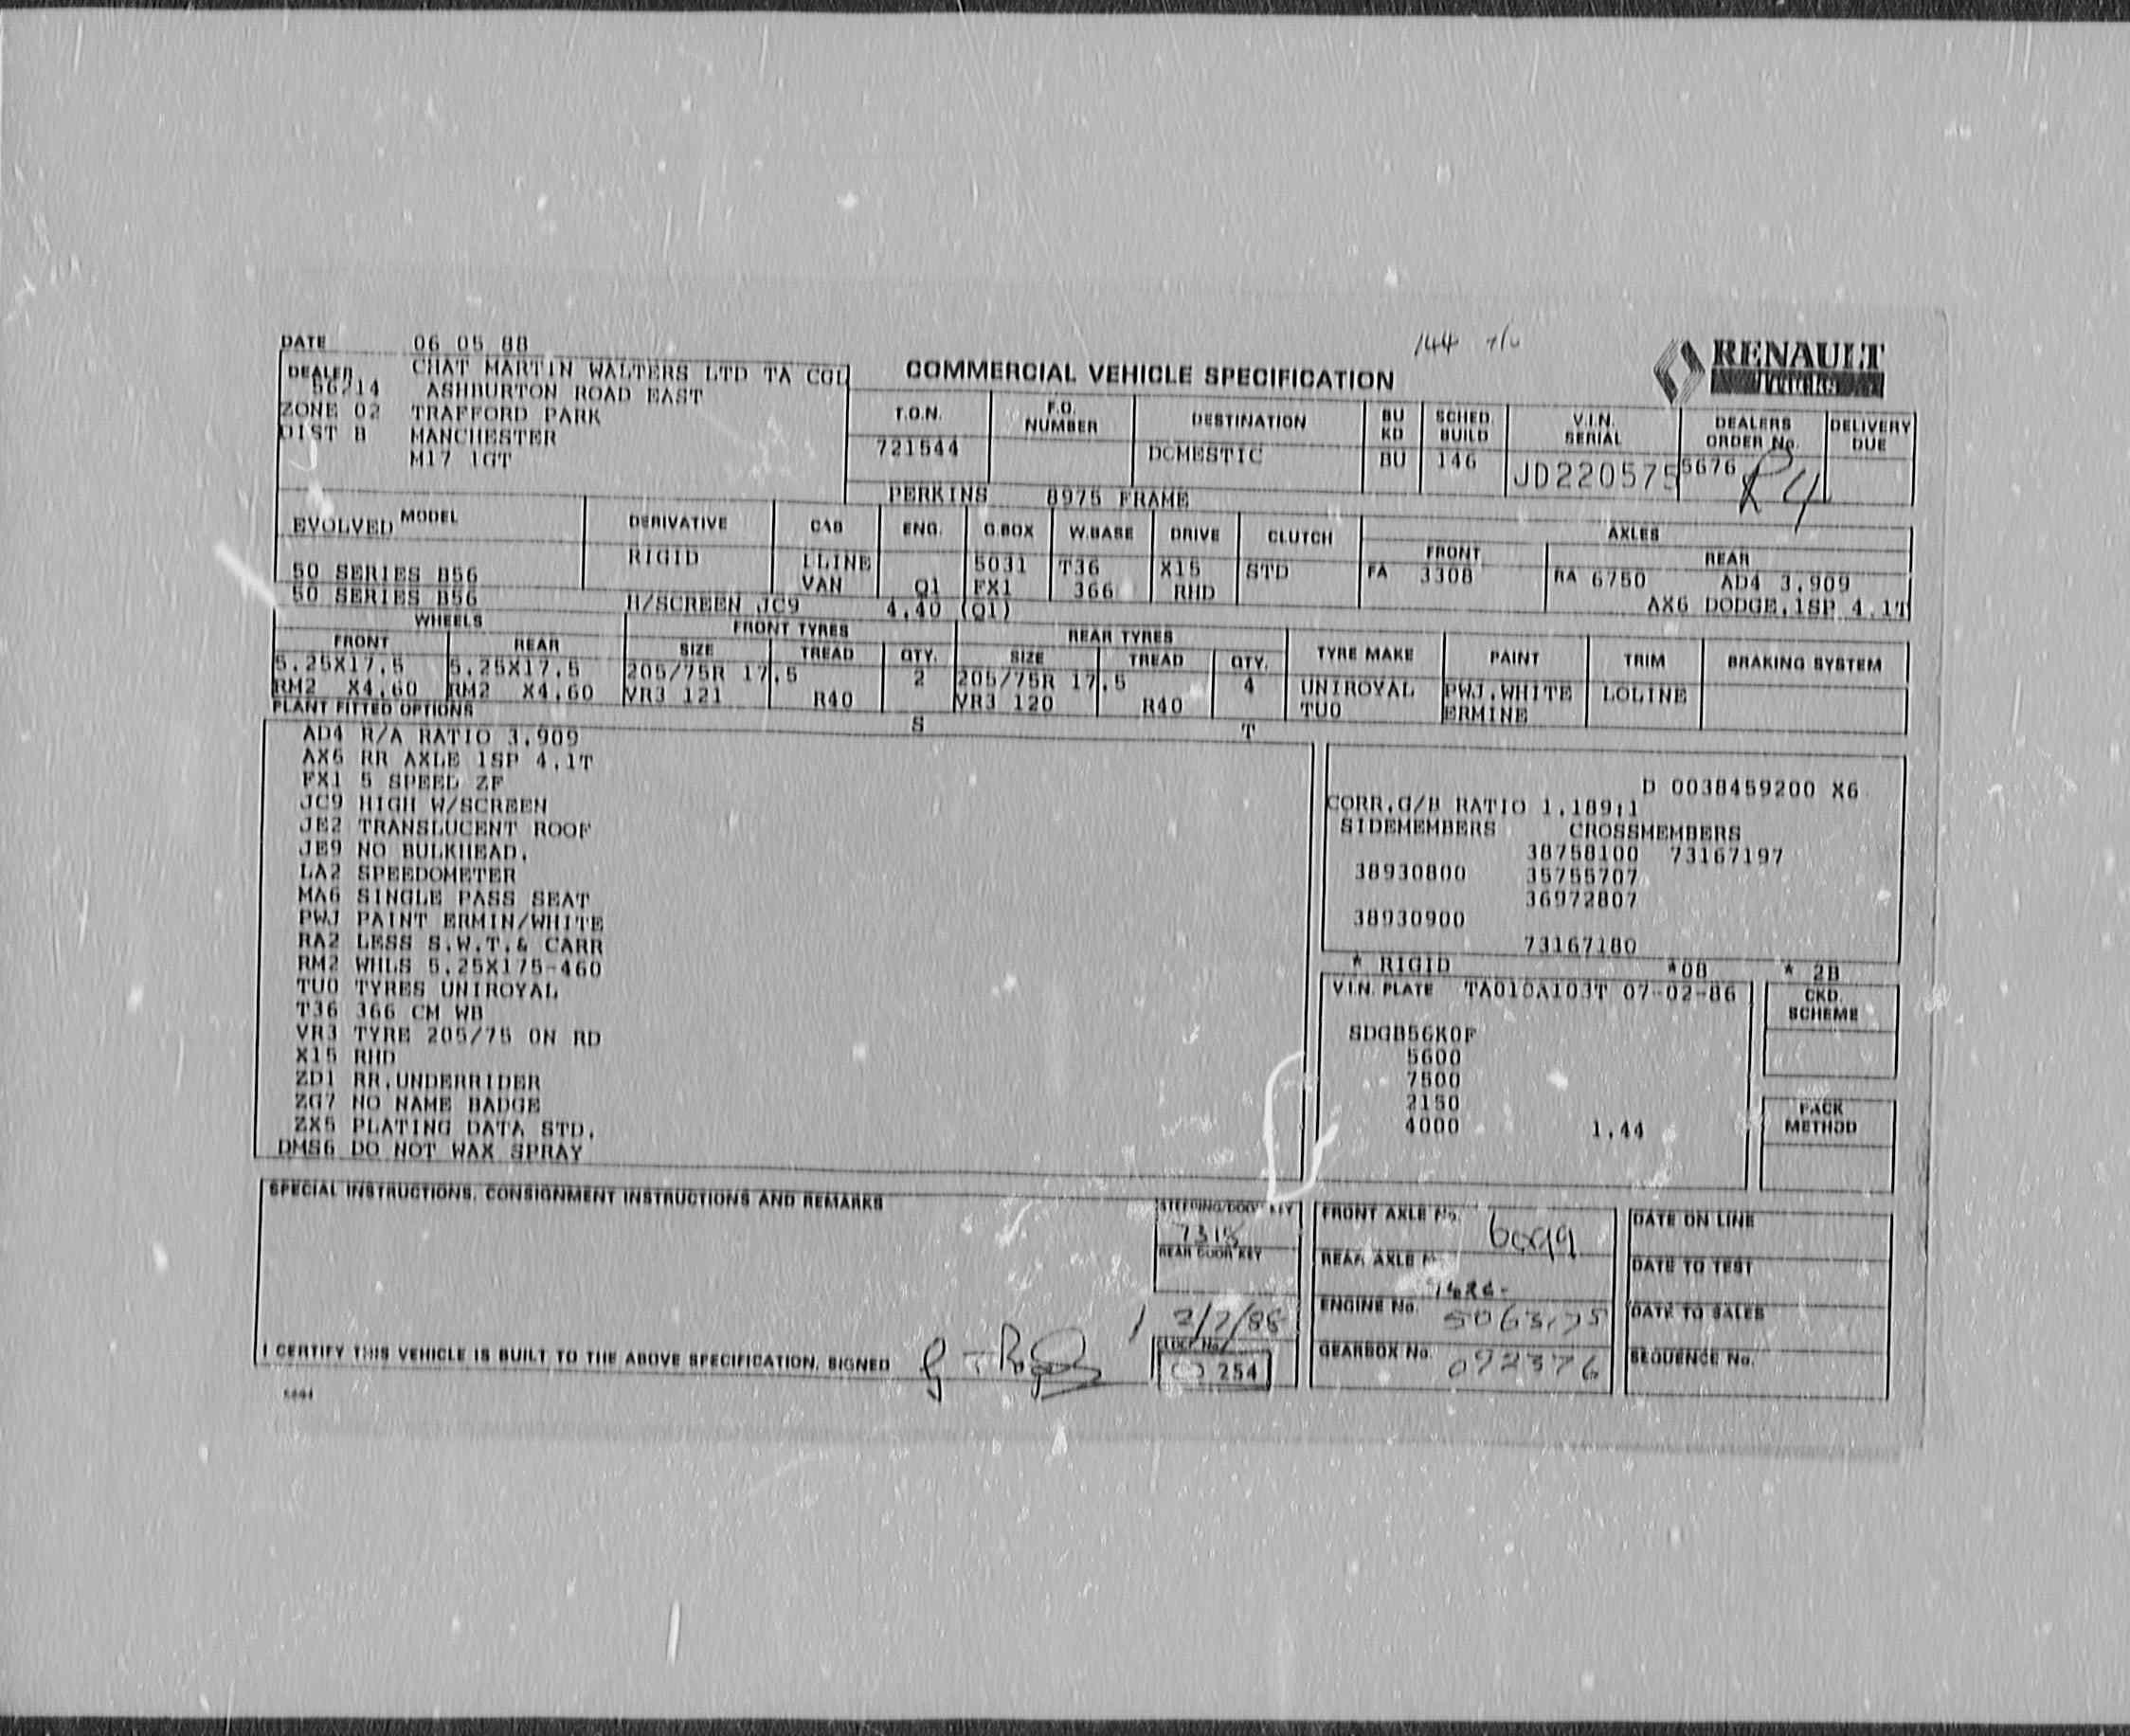 DATE 06 05 88
144
RENAULT
Trucks
DEALER CHAT MARTIN WALTERS LTD TA COL
56714 ASHBURTON ROAD EAST
ZONE 02 TRAFFORD PARK
DIST B MANCHESTER
M17 1GT
COMMERCIAL VEHICLE SPECIFICATION
T.O.N. F.O. NUMBER DESTINATION BU KD SCHED BUILD V.I.N. SERIAL DEALERS ORDER No. DELIVERY DUE
721544 DOMESTIC BU 146 JD220575 5676 R4
PERKINS 8975 FRAME
MODEL DERIVATIVE CAB ENG. G.BOX W.BASE DRIVE CLUTCH AXLES
FRONT REAR
EVOLVED RIGID LLINE 5031 T36 X15 STD FA 3308 RA 6750 AD4 3.909
50 SERIES B56 VAN Q1 FX1 366 RHD
50 SERIES B56 H/SCREEN JC9 4.40 (Q1) AX6 DODGE.1SP 4.1T
WHEELS FRONT TYRES REAR TYRES
FRONT REAR SIZE TREAD QTY. SIZE TREAD QTY. TYRE MAKE PAINT TRIM BRAKING SYSTEM
5.25X17.5 5.25X17.5 205/75R 17.5 2 205/75R 17.5 4 UNIROYAL PWJ.WHITE LOLINE
RM2 X4.60 RM2 X4.60 VR3 121 R40 VR3 120 R40 TUO ERMINE
PLANT FITTED OPTIONS S T
AD4 R/A RATIO 3.909
AX6 RR AXLE 1SP 4.1T
FX1 5 SPEED ZF
JC9 HIGH W/SCREEN
JE2 TRANSLUCENT ROOF
JE9 NO BULKHEAD.
LA2 SPEEDOMETER
MA6 SINGLE PASS SEAT
PWJ PAINT ERMIN/WHITE
RA2 LESS S.W.T.& CARR
RM2 WHLS 5.25X175-460
TUO TYRES UNIROYAL
T36 366 CM WB
VR3 TYRE 205/75 ON RD
X15 RHD
ZD1 RR.UNDERRIDER
ZG7 NO NAME BADGE
ZX5 PLATING DATA STD.
DMS6 DO NOT WAX SPRAY
D 0038459200 X6
CORR.G/B RATIO 1.189:1
SIDEMEMBERS CROSSMEMBERS
38758100 73167197
38930800 35755707
36972807
38930900
73167180
* RIGID *08 * 2B
V.I.N. PLATE TA010A103T 07-02-86
SDGB56K0F
5600
7500
2150
4000 1.44
CKD. SCHEME
PACK METHOD
SPECIAL INSTRUCTIONS, CONSIGNMENT INSTRUCTIONS AND REMARKS
STEERING/DOOR KEY
7318
REAR DOOR KEY
2/7/88
254
FRONT AXLE No.
REAR AXLE No.
ENGINE No.
GEARBOX No. 092376
DATE ON LINE
DATE TO TEST
DATE TO SALES
SEQUENCE No.
I CERTIFY THIS VEHICLE IS BUILT TO THE ABOVE SPECIFICATION, SIGNED